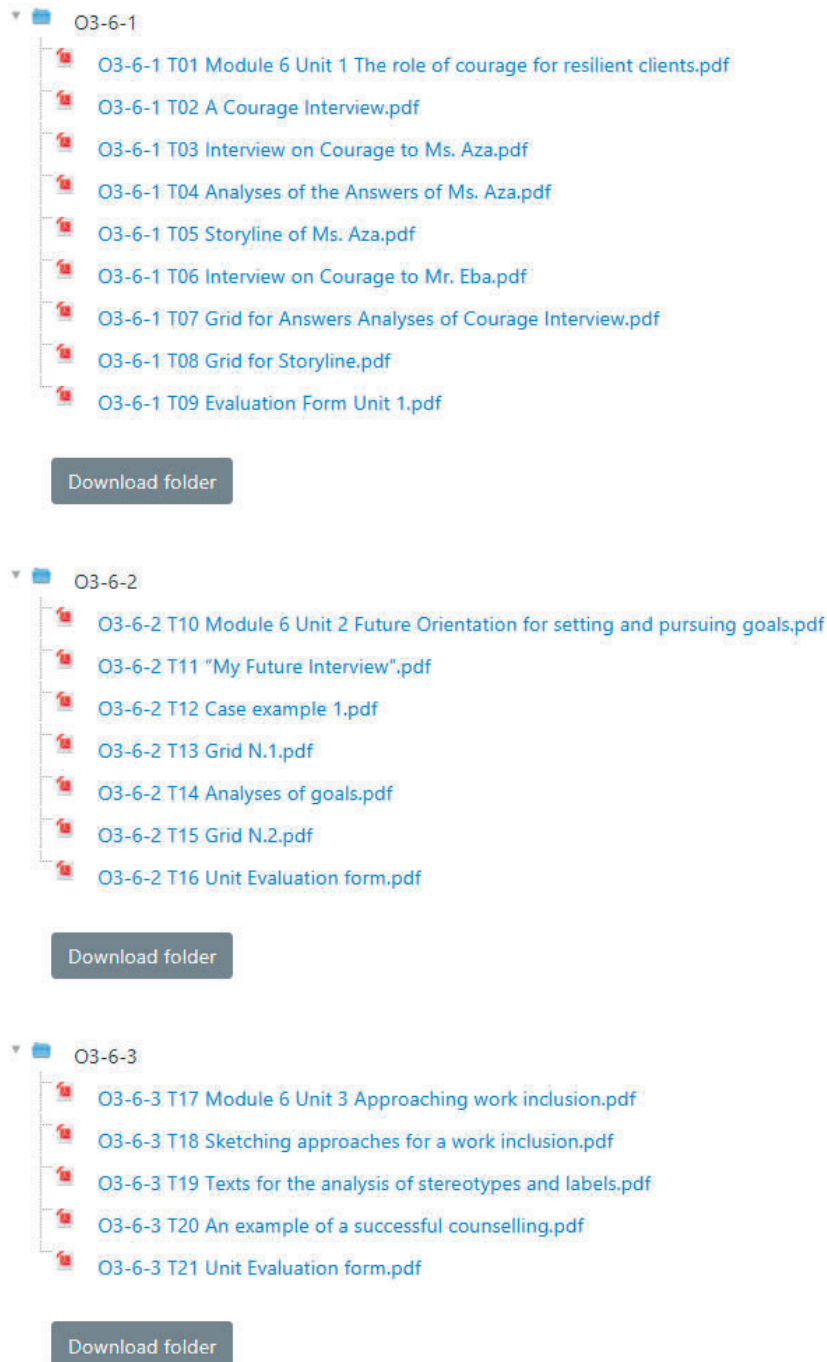 O3-6-1
O3-6-1 T01 Module 6 Unit 1 The role of courage for resilient clients.pdf
O3-6-1 T02 A Courage Interview.pdf
O3-6-1 T03 Interview on Courage to Ms. Aza.pdf
O3-6-1 T04 Analyses of the Answers of Ms. Aza.pdf
O3-6-1 T05 Storyline of Ms. Aza.pdf
O3-6-1 T06 Interview on Courage to Mr. Eba.pdf
O3-6-1 T07 Grid for Answers Analyses of Courage Interview.pdf
O3-6-1 T08 Grid for Storyline.pdf
O3-6-1 T09 Evaluation Form Unit 1.pdf
Download folder
O3-6-2
O3-6-2 T10 Module 6 Unit 2 Future Orientation for setting and pursuing goals.pdf
O3-6-2 T11 “My Future Interview”.pdf
O3-6-2 T12 Case example 1.pdf
O3-6-2 T13 Grid N.1.pdf
O3-6-2 T14 Analyses of goals.pdf
O3-6-2 T15 Grid N.2.pdf
O3-6-2 T16 Unit Evaluation form.pdf
Download folder
O3-6-3
O3-6-3 T17 Module 6 Unit 3 Approaching work inclusion.pdf
O3-6-3 T18 Sketching approaches for a work inclusion.pdf
O3-6-3 T19 Texts for the analysis of stereotypes and labels.pdf
O3-6-3 T20 An example of a successful counselling.pdf
O3-6-3 T21 Unit Evaluation form.pdf
Download folder